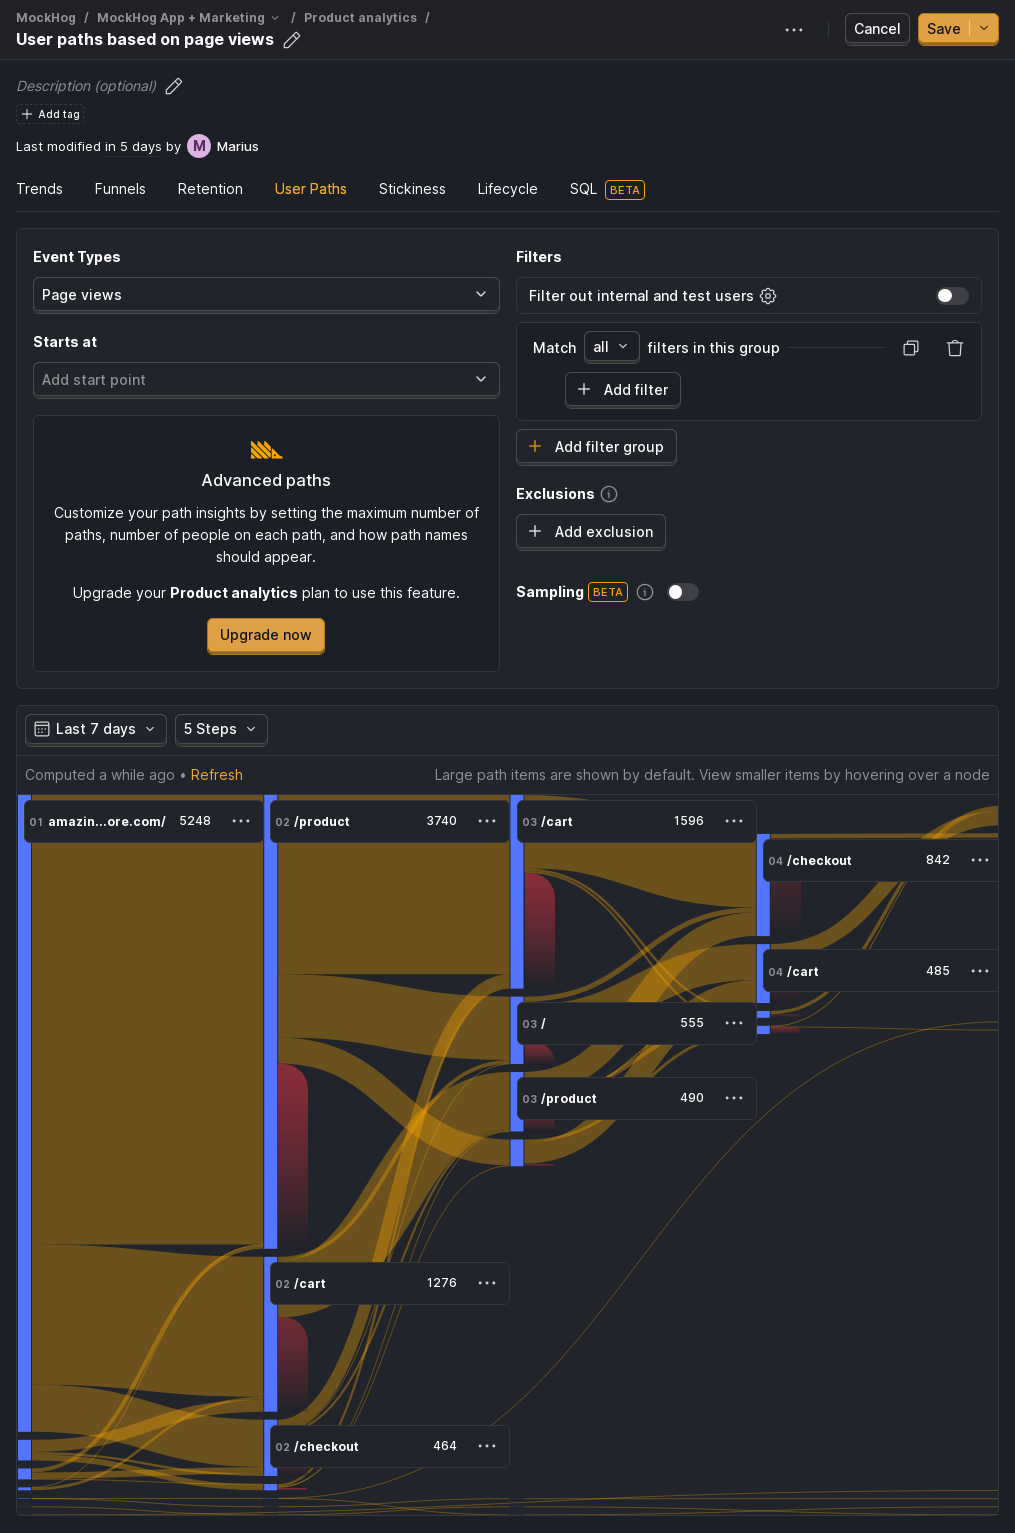 MockHog / MockHog App + Marketing / Product analytics /
User paths based on page views
Cancel
Save
Description (optional)
Add tag
Last modified in 5 days by M Marius
Trends
Funnels
Retention
User Paths
Stickiness
Lifecycle
SQL BETA
Event Types
Page views
Starts at
Add start point
Advanced paths
Customize your path insights by setting the maximum number of
paths, number of people on each path, and how path names
should appear.
Upgrade your Product analytics plan to use this feature.
Upgrade now
Filters
Filter out internal and test users
Match all filters in this group
Add filter
Add filter group
Exclusions
Add exclusion
Sampling BETA
Last 7 days
5 Steps
Computed a while ago • Refresh
Large path items are shown by default. View smaller items by hovering over a node
01 amazin...ore.com/ 5248
02 /product 3740
03 /cart 1596
04 /checkout 842
04 /cart 485
03 / 555
03 /product 490
02 /cart 1276
02 /checkout 464